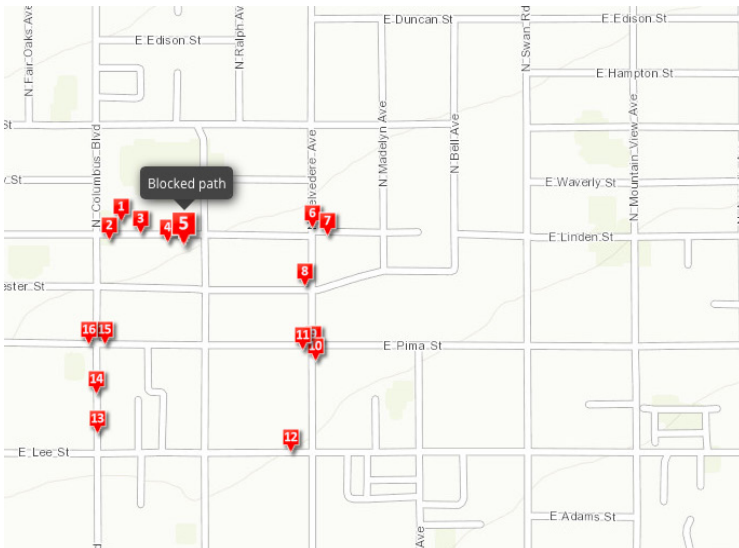 E Duncan St
E Edison St
E Edison St
N Fair Oaks Ave
N Ralph Av
N Swan Rd
E Hampton St
N Columbus Blvd
N Madelyn Ave
N Bell Ave
N Mountain View Ave
St
Blocked path
E Waverly St
St
1
2
3
4
5
6
7
E Linden St
8
ester St
16
15
11
10
E Pima St
14
13
12
E Lee St
E Adams St
Ave